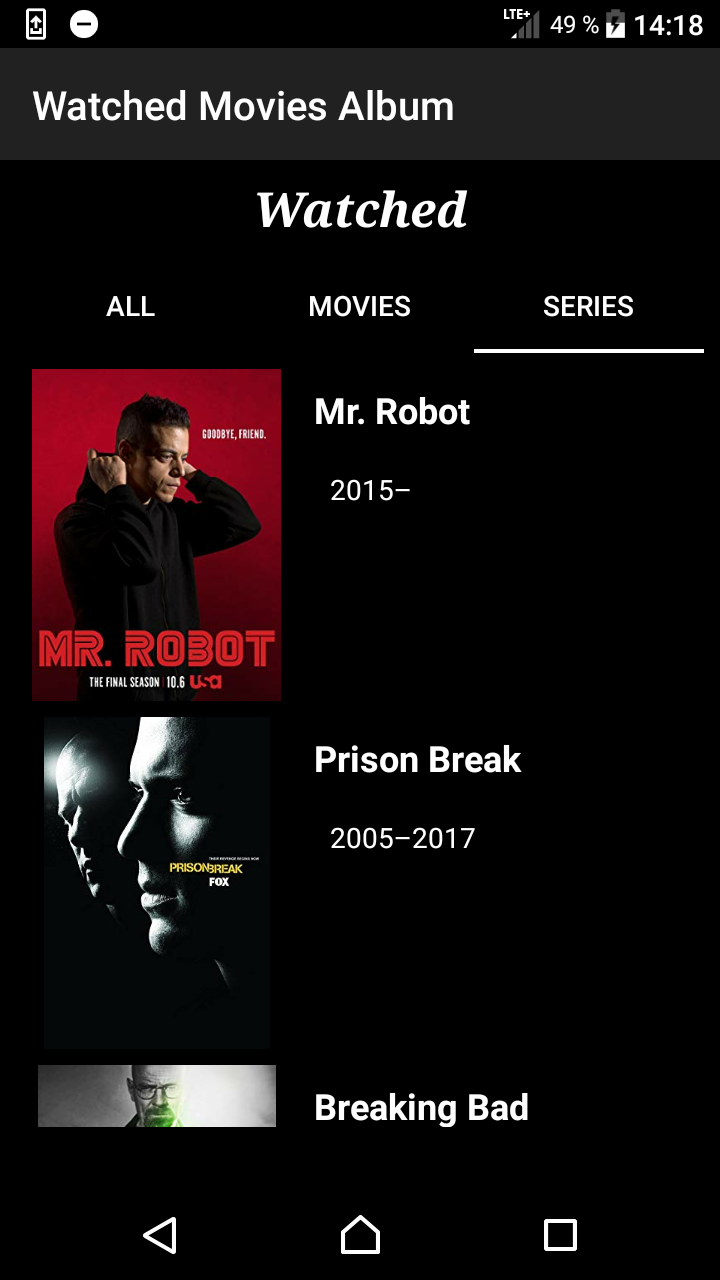 LTE+ 49 % 14:18
Watched Movies Album
Watched
ALL MOVIES SERIES
GOODBYE, FRIEND.
MR. ROBOT
THE FINAL SEASON 10.6 USA
Mr. Robot
2015–
THEIR REVENGE BEGINS NOW
PRISON BREAK
FOX
Prison Break
2005–2017
Breaking Bad